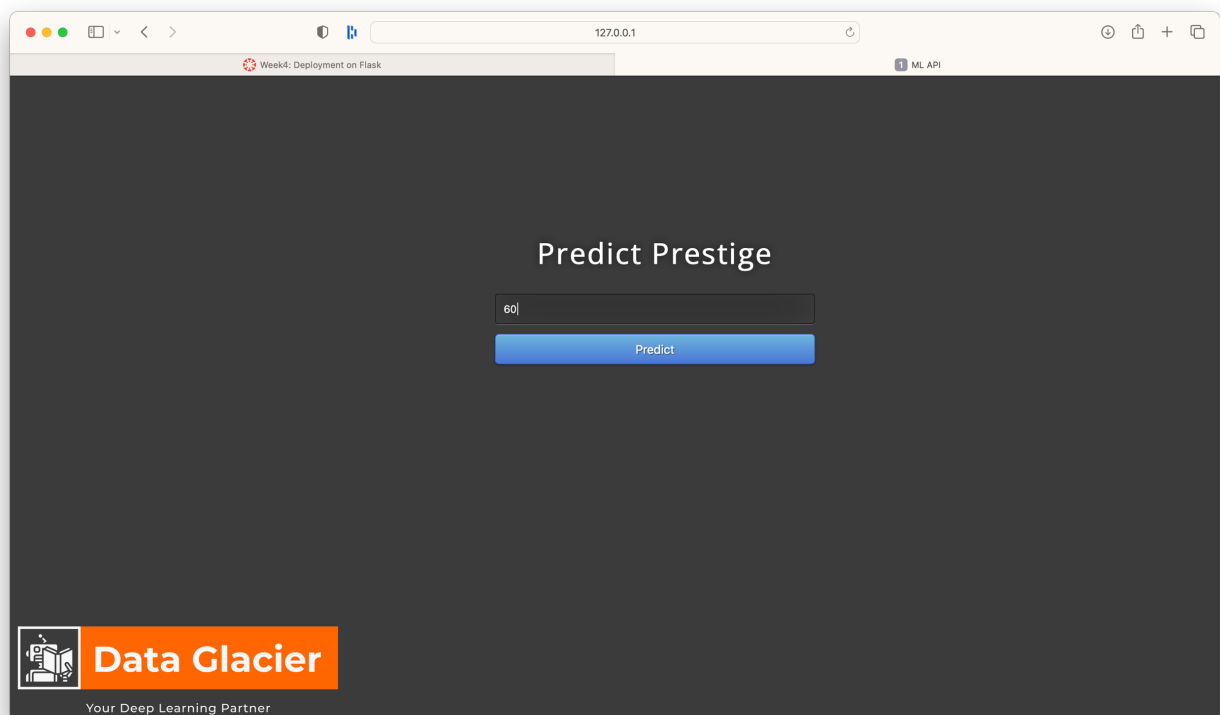 127.0.0.1
Week4: Deployment on Flask
1 ML API
Predict Prestige
60
Predict
Data Glacier
Your Deep Learning Partner